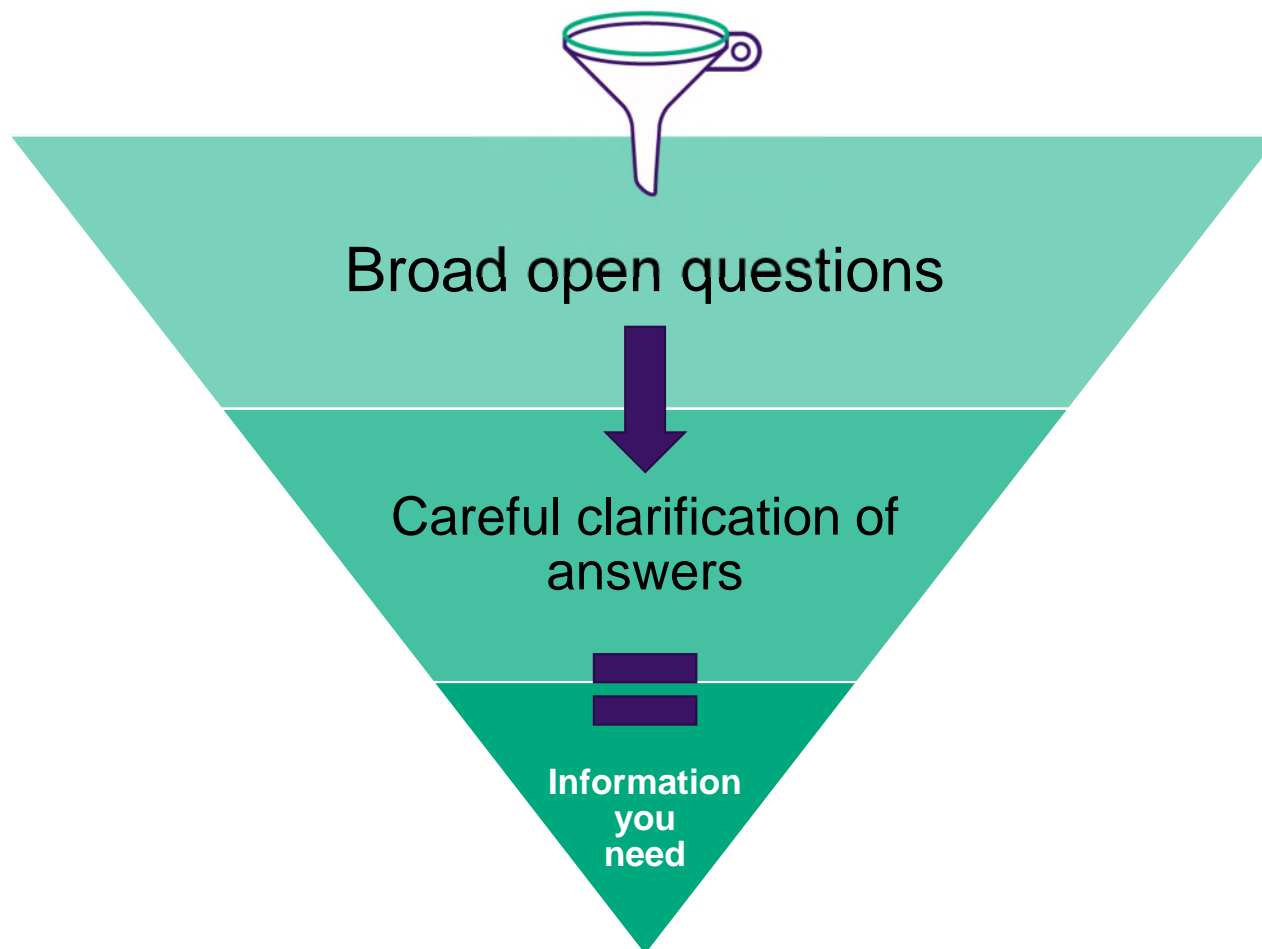 Broad open questions
Careful clarification of
answers
Information
you
need